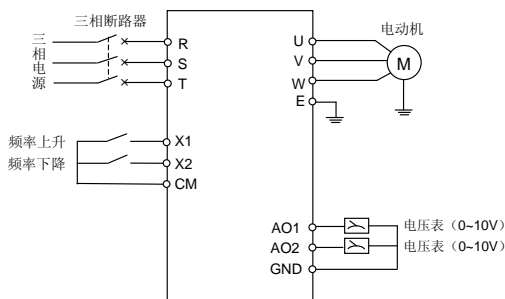 三相断路器
三相电源
R
S
T
频率上升
频率下降
X1
X2
CM
U
V
W
E
电动机
M
AO1
AO2
GND
电压表（0~10V）
电压表（0~10V）